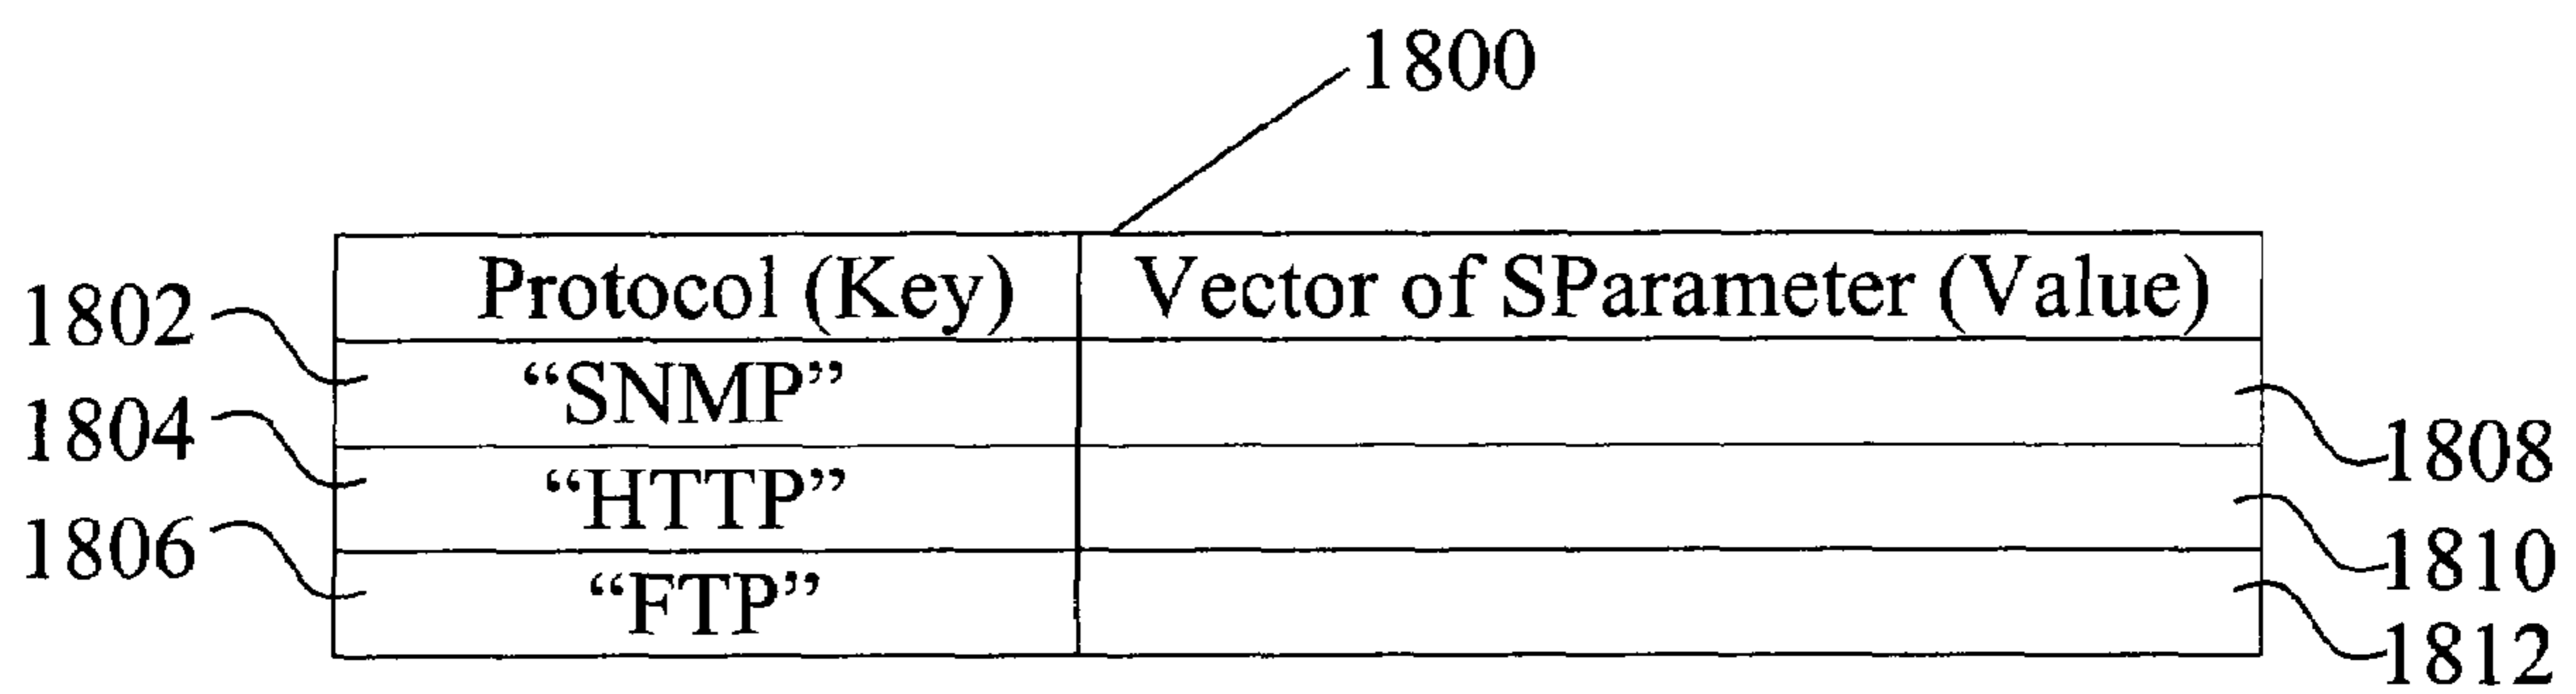 1800
Protocol (Key) Vector of SParameter (Value)
1802 “SNMP” 1808
1804 “HTTP” 1810
1806 “FTP” 1812